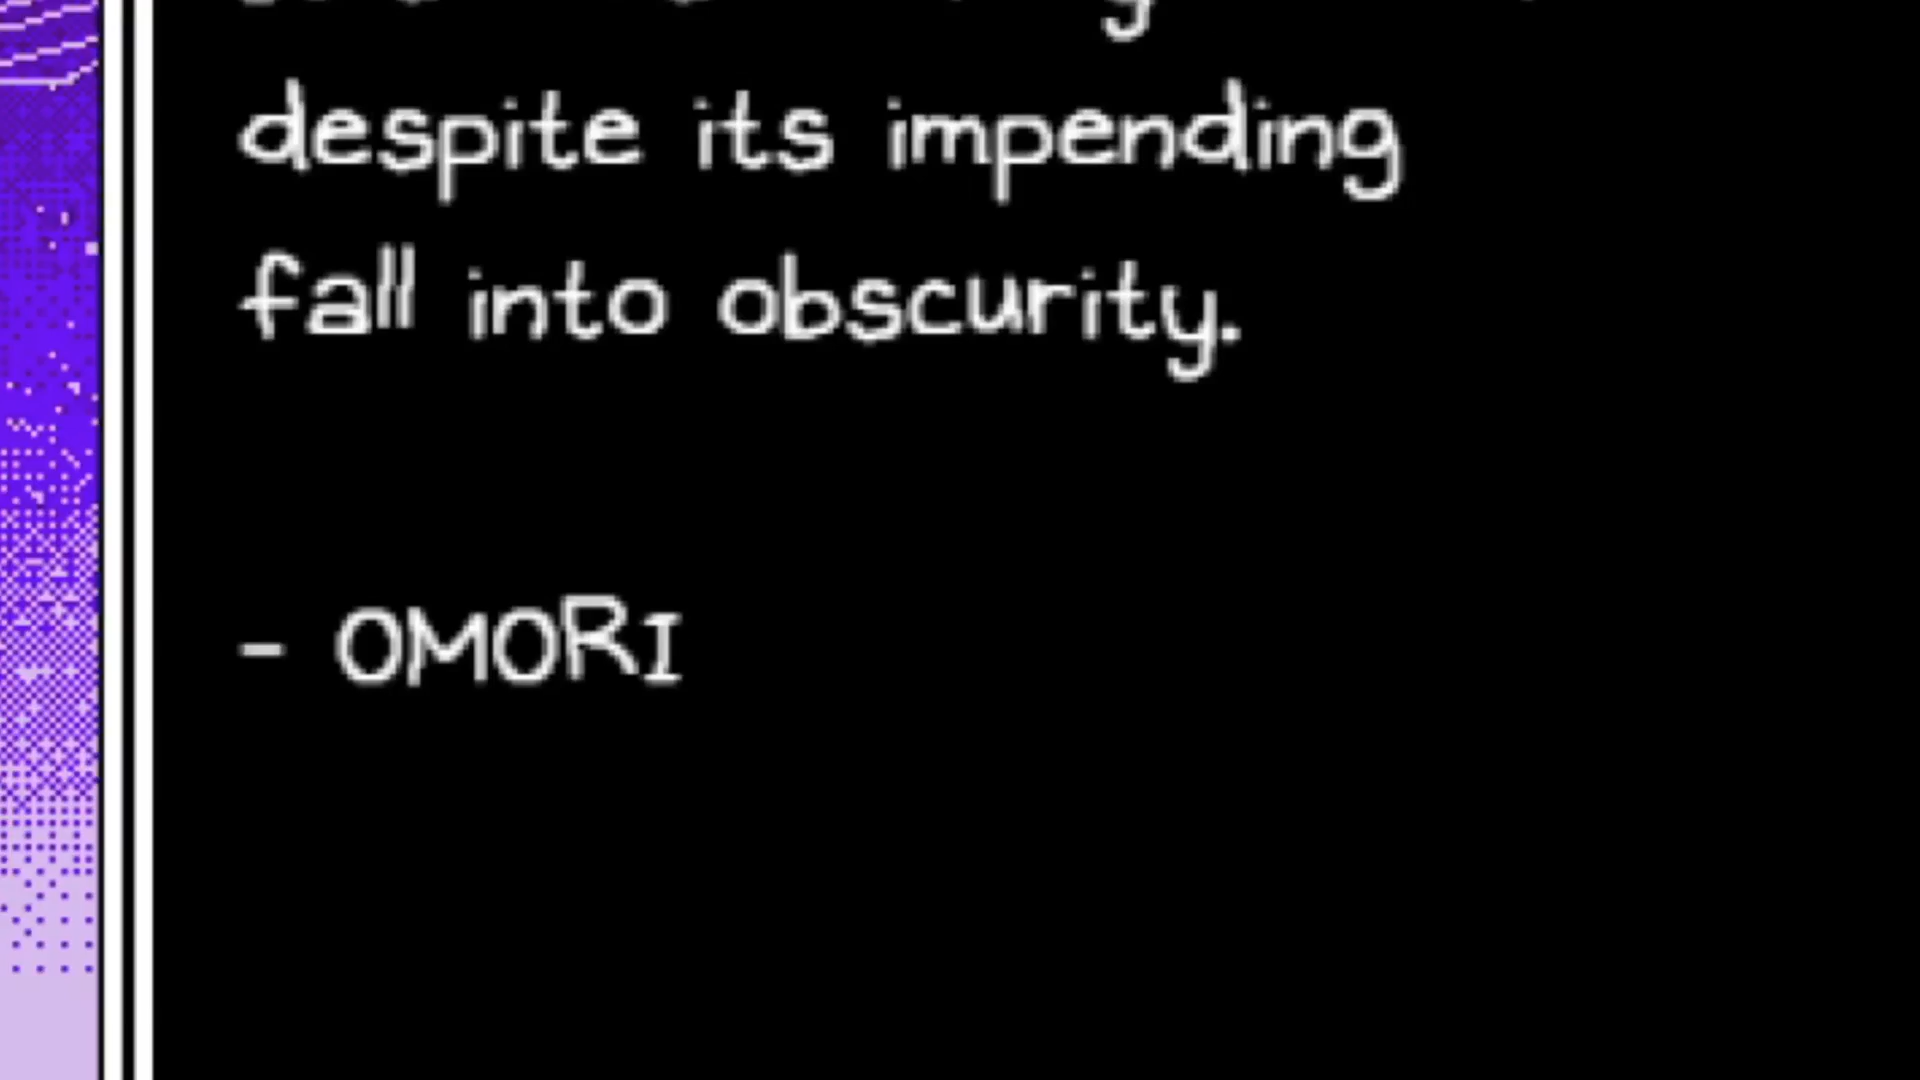 despite its impending
fall into obscurity.
- OMORI